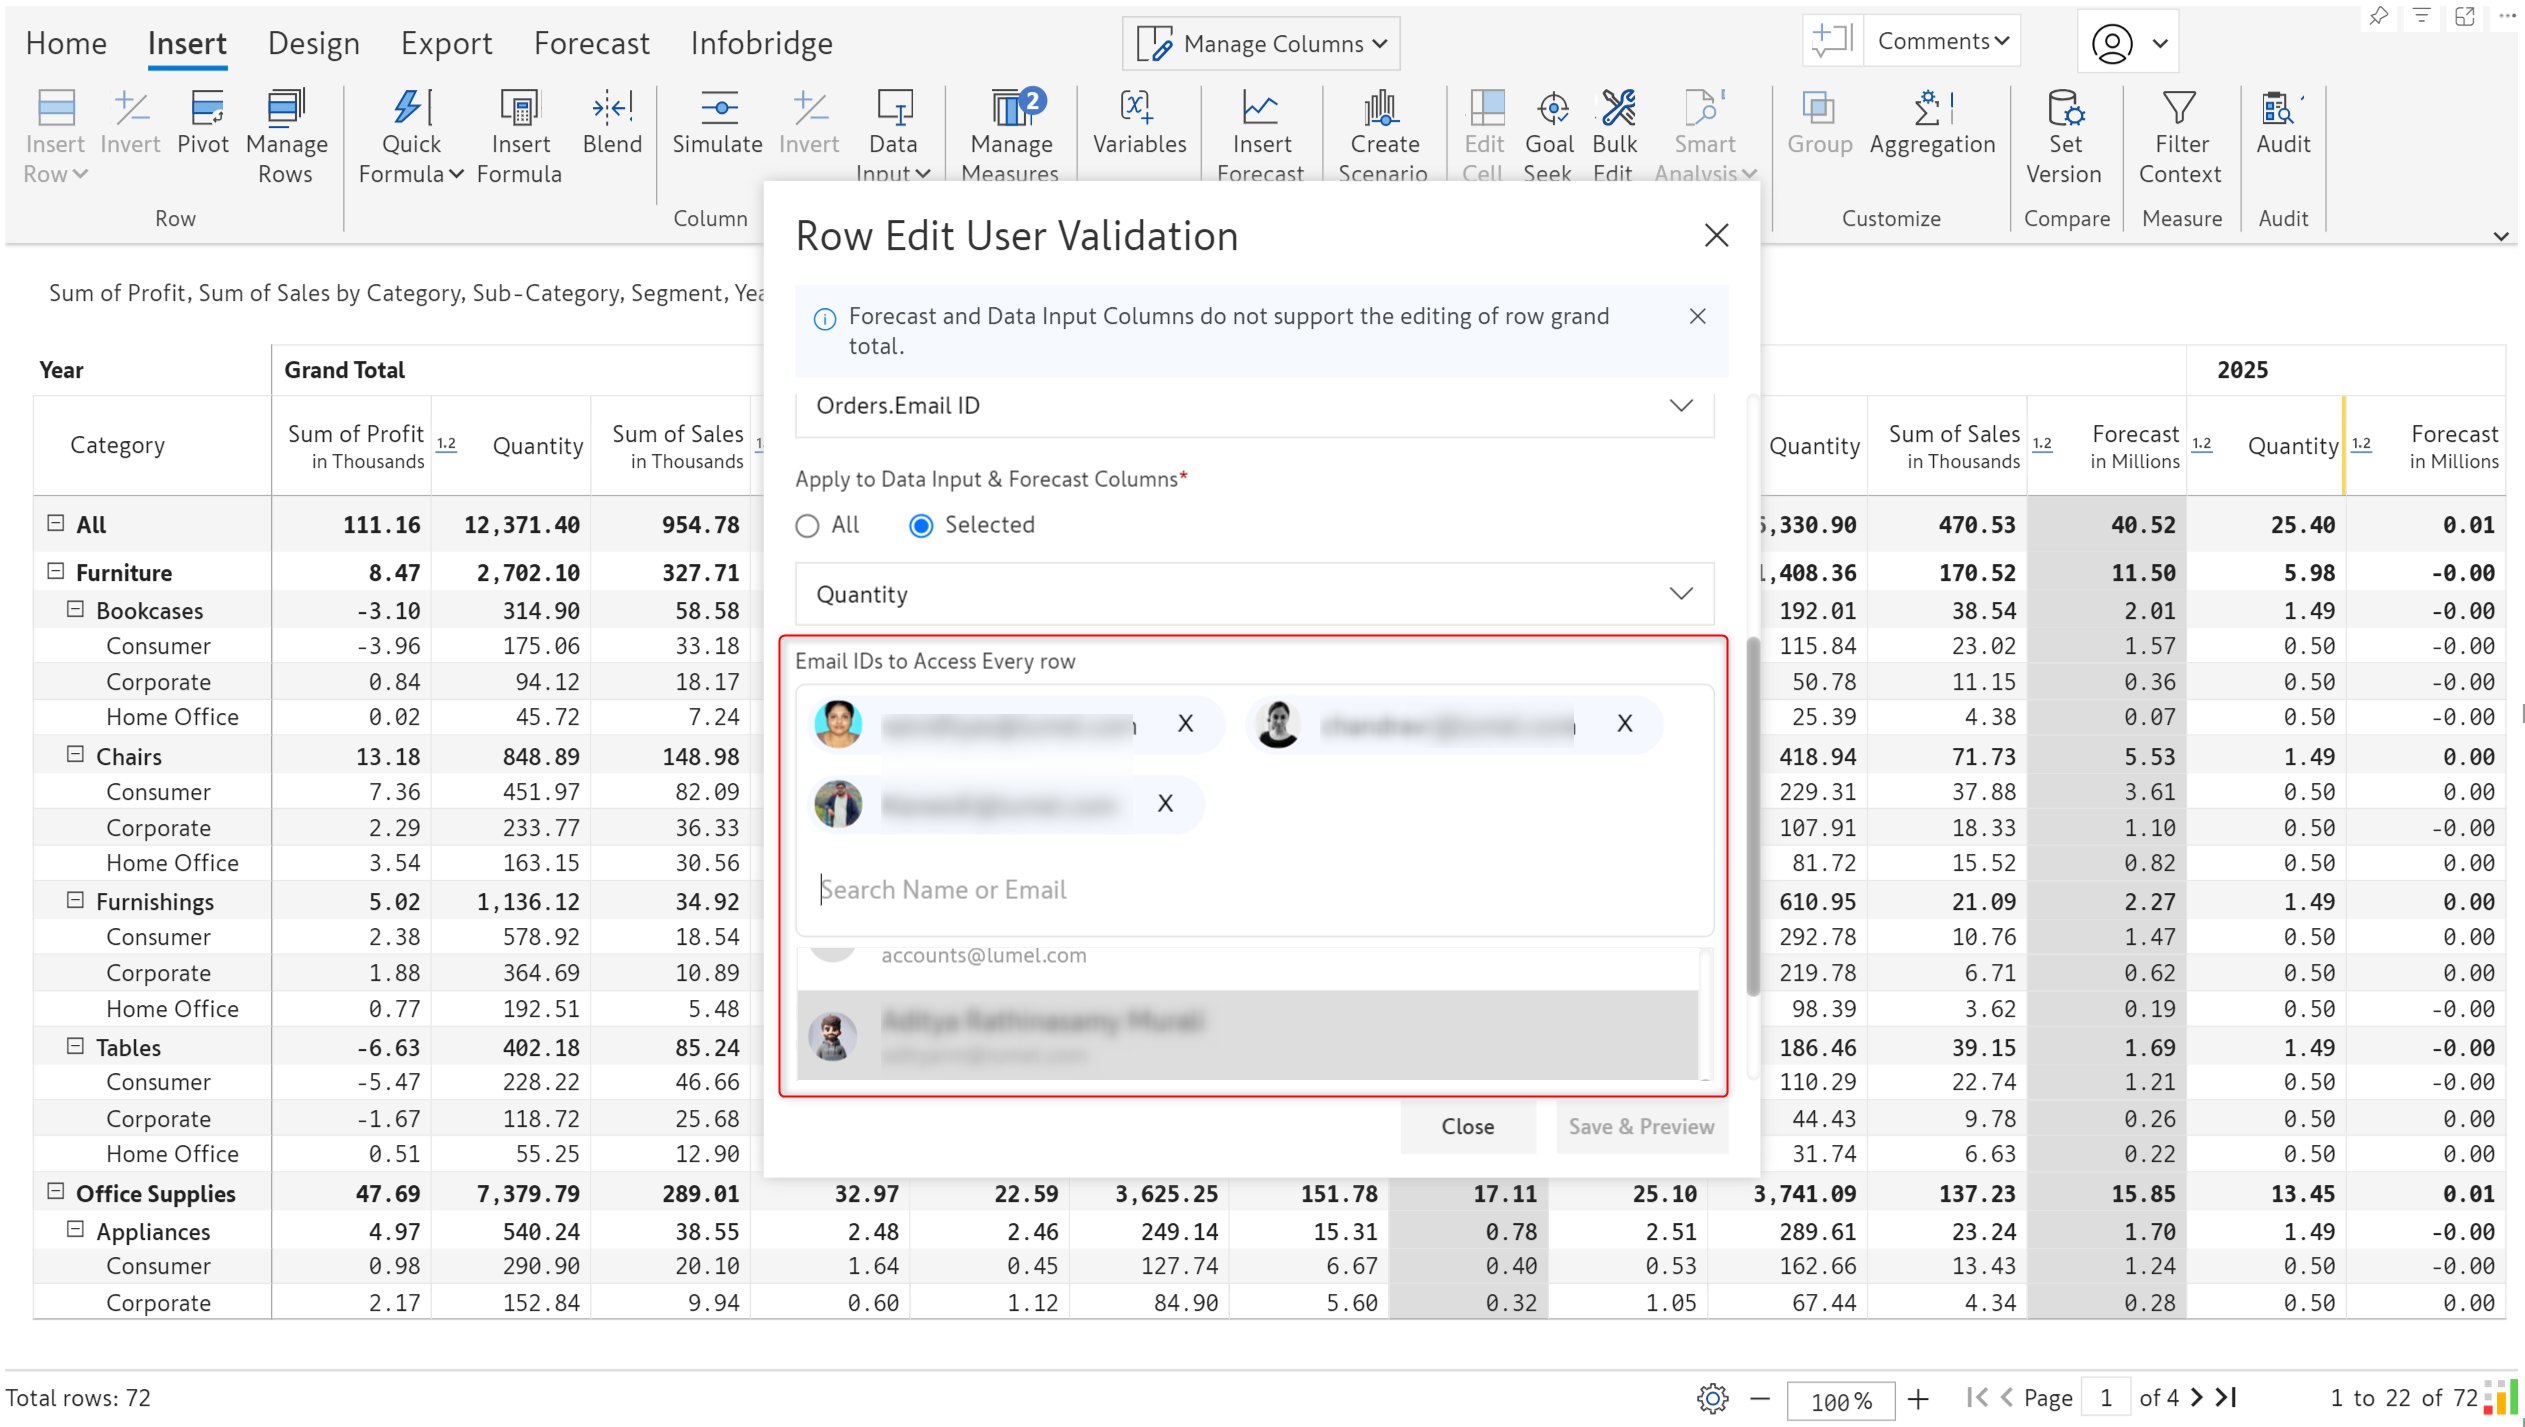 Home Insert Design Export Forecast Infobridge Manage Columns Comments
Insert Row Invert Pivot Manage Rows Quick Formula Insert Formula Blend Simulate Invert Data Input Manage Measures 2 Variables Insert Forecast Create Scenario Edit Cell Goal Seek Bulk Edit Smart Analysis Group Aggregation Set Version Filter Context Audit
Row Column Customize Compare Measure Audit
Row Edit User Validation
Forecast and Data Input Columns do not support the editing of row grand
total.
Orders.Email ID
Apply to Data Input & Forecast Columns*
All Selected
Quantity
Email IDs to Access Every row
X X
X
Search Name or Email
accounts@lumel.com
Close Save & Preview
Sum of Profit, Sum of Sales by Category, Sub-Category, Segment,
Year Grand Total 2025
Category Sum of Profit in Thousands 1.2 Quantity Sum of Sales in Thousands Quantity Sum of Sales in Thousands 1.2 Forecast in Millions 1.2 Quantity 1.2 Forecast in Millions
All 111.16 12,371.40 954.78 ,330.90 470.53 40.52 25.40 0.01
Furniture 8.47 2,702.10 327.71 ,408.36 170.52 11.50 5.98 -0.00
Bookcases -3.10 314.90 58.58 192.01 38.54 2.01 1.49 -0.00
Consumer -3.96 175.06 33.18 115.84 23.02 1.57 0.50 -0.00
Corporate 0.84 94.12 18.17 50.78 11.15 0.36 0.50 -0.00
Home Office 0.02 45.72 7.24 25.39 4.38 0.07 0.50 -0.00
Chairs 13.18 848.89 148.98 418.94 71.73 5.53 1.49 0.00
Consumer 7.36 451.97 82.09 229.31 37.88 3.61 0.50 0.00
Corporate 2.29 233.77 36.33 107.91 18.33 1.10 0.50 -0.00
Home Office 3.54 163.15 30.56 81.72 15.52 0.82 0.50 0.00
Furnishings 5.02 1,136.12 34.92 610.95 21.09 2.27 1.49 0.00
Consumer 2.38 578.92 18.54 292.78 10.76 1.47 0.50 0.00
Corporate 1.88 364.69 10.89 219.78 6.71 0.62 0.50 0.00
Home Office 0.77 192.51 5.48 98.39 3.62 0.19 0.50 -0.00
Tables -6.63 402.18 85.24 186.46 39.15 1.69 1.49 -0.00
Consumer -5.47 228.22 46.66 110.29 22.74 1.21 0.50 -0.00
Corporate -1.67 118.72 25.68 44.43 9.78 0.26 0.50 -0.00
Home Office 0.51 55.25 12.90 31.74 6.63 0.22 0.50 0.00
Office Supplies 47.69 7,379.79 289.01 32.97 22.59 3,625.25 151.78 17.11 25.10 3,741.09 137.23 15.85 13.45 0.01
Appliances 4.97 540.24 38.55 2.48 2.46 249.14 15.31 0.78 2.51 289.61 23.24 1.70 1.49 -0.00
Consumer 0.98 290.90 20.10 1.64 0.45 127.74 6.67 0.40 0.53 162.66 13.43 1.24 0.50 -0.00
Corporate 2.17 152.84 9.94 0.60 1.12 84.90 5.60 0.32 1.05 67.44 4.34 0.28 0.50 0.00
Total rows: 72 100% Page 1 of 4 1 to 22 of 72